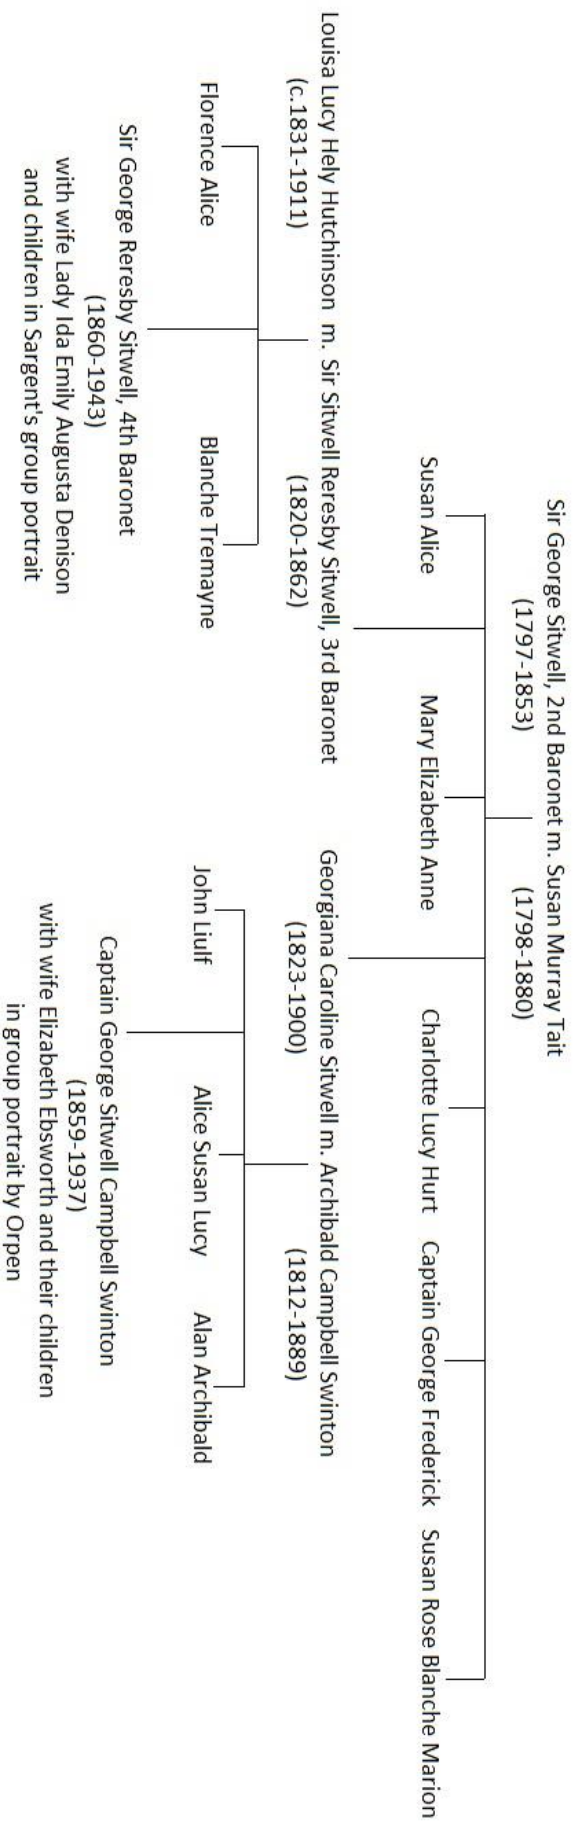 Sir George Sitwell, 2nd Baronet m. Susan Murray Tait
(1797-1853) (1798-1880)
Susan Alice Mary Elizabeth Anne Charlotte Lucy Hurt Captain George Frederick Susan Rose Blanche Marion
Louisa Lucy Hely Hutchinson m. Sir Sitwell Reresby Sitwell, 3rd Baronet Georgiana Caroline Sitwell m. Archibald Campbell Swinton
(c.1831-1911) (1820-1862) (1823-1900) (1812-1889)
Florence Alice Blanche Tremayne John Liulf Alice Susan Lucy Alan Archibald
Sir George Reresby Sitwell, 4th Baronet
(1860-1943)
with wife Lady Ida Emily Augusta Denison
and children in Sargent's group portrait
Captain George Sitwell Campbell Swinton
(1859-1937)
with wife Elizabeth Ebsworth and their children
in group portrait by Orpen